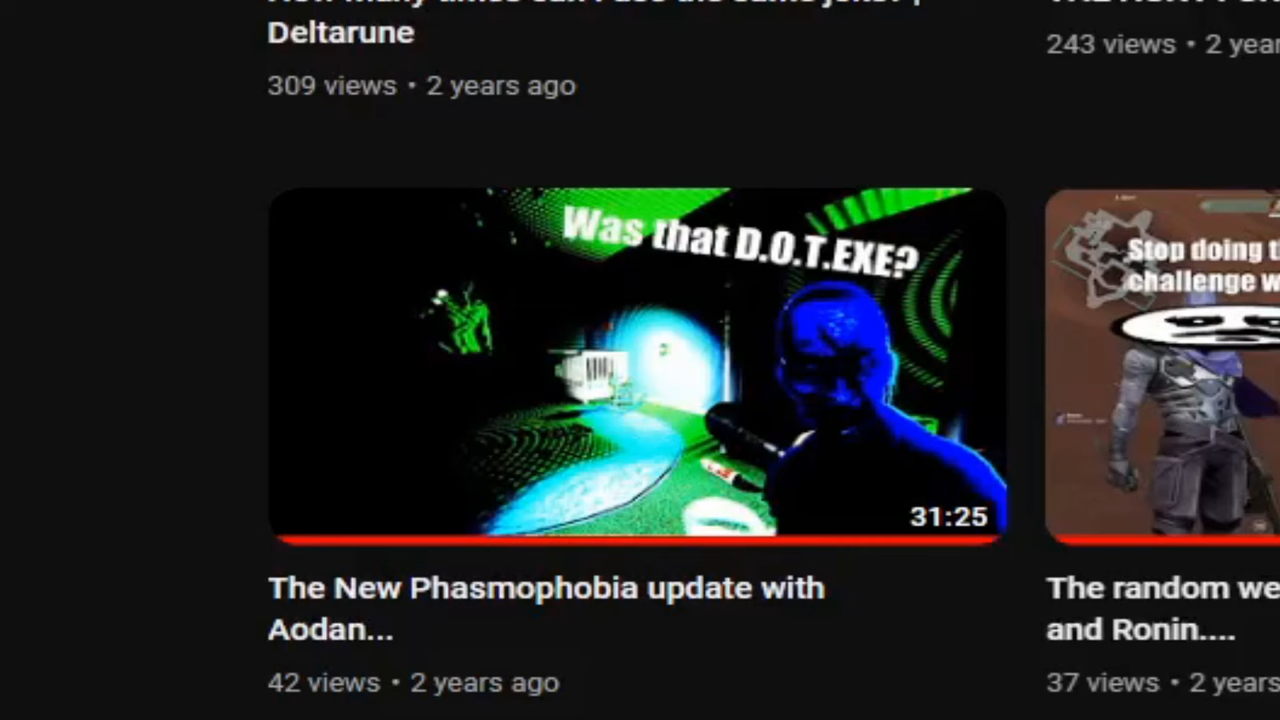 Deltarune
309 views • 2 years ago
243 views • 2 year
Was that D.O.T.EXE?
31:25
The New Phasmophobia update with
Aodan...
42 views • 2 years ago
Stop doing t
challenge w
The random we
and Ronin....
37 views • 2 years